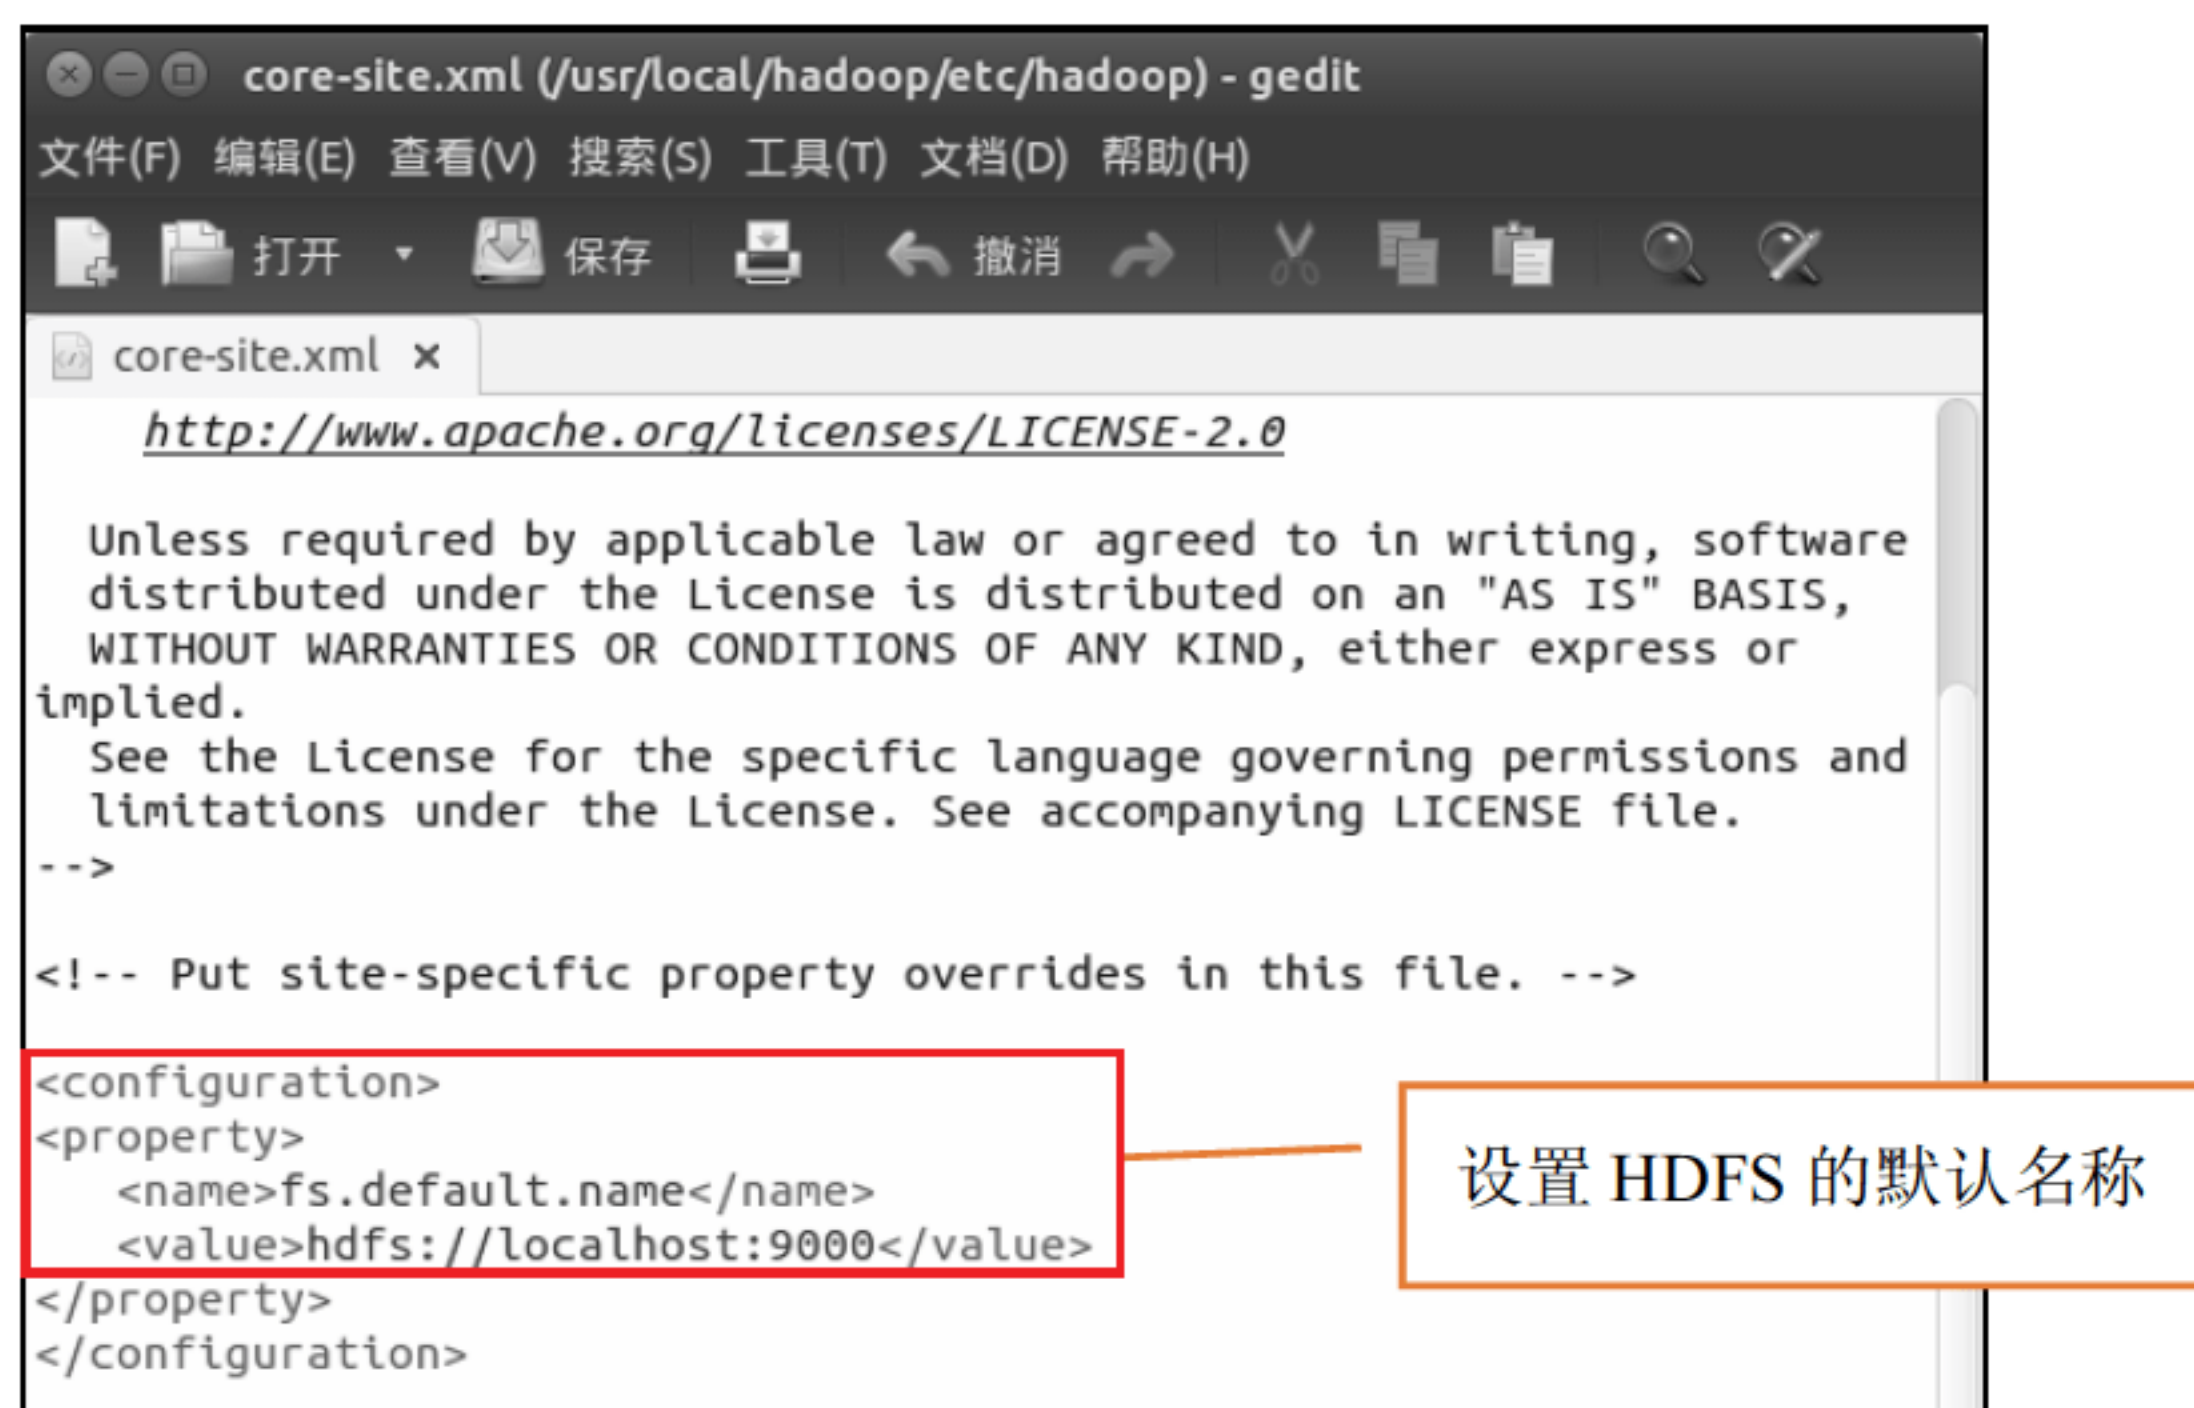 core-site.xml (/usr/local/hadoop/etc/hadoop) - gedit
文件(F) 编辑(E) 查看(V) 搜索(S) 工具(T) 文档(D) 帮助(H)
打开 保存 撤消
core-site.xml
http://www.apache.org/licenses/LICENSE-2.0
Unless required by applicable law or agreed to in writing, software
distributed under the License is distributed on an "AS IS" BASIS,
WITHOUT WARRANTIES OR CONDITIONS OF ANY KIND, either express or
implied.
See the License for the specific language governing permissions and
limitations under the License. See accompanying LICENSE file.
-->
<!-- Put site-specific property overrides in this file. -->
<configuration>
<property>
<name>fs.default.name</name>
<value>hdfs://localhost:9000</value>
</property>
</configuration>
设置 HDFS 的默认名称